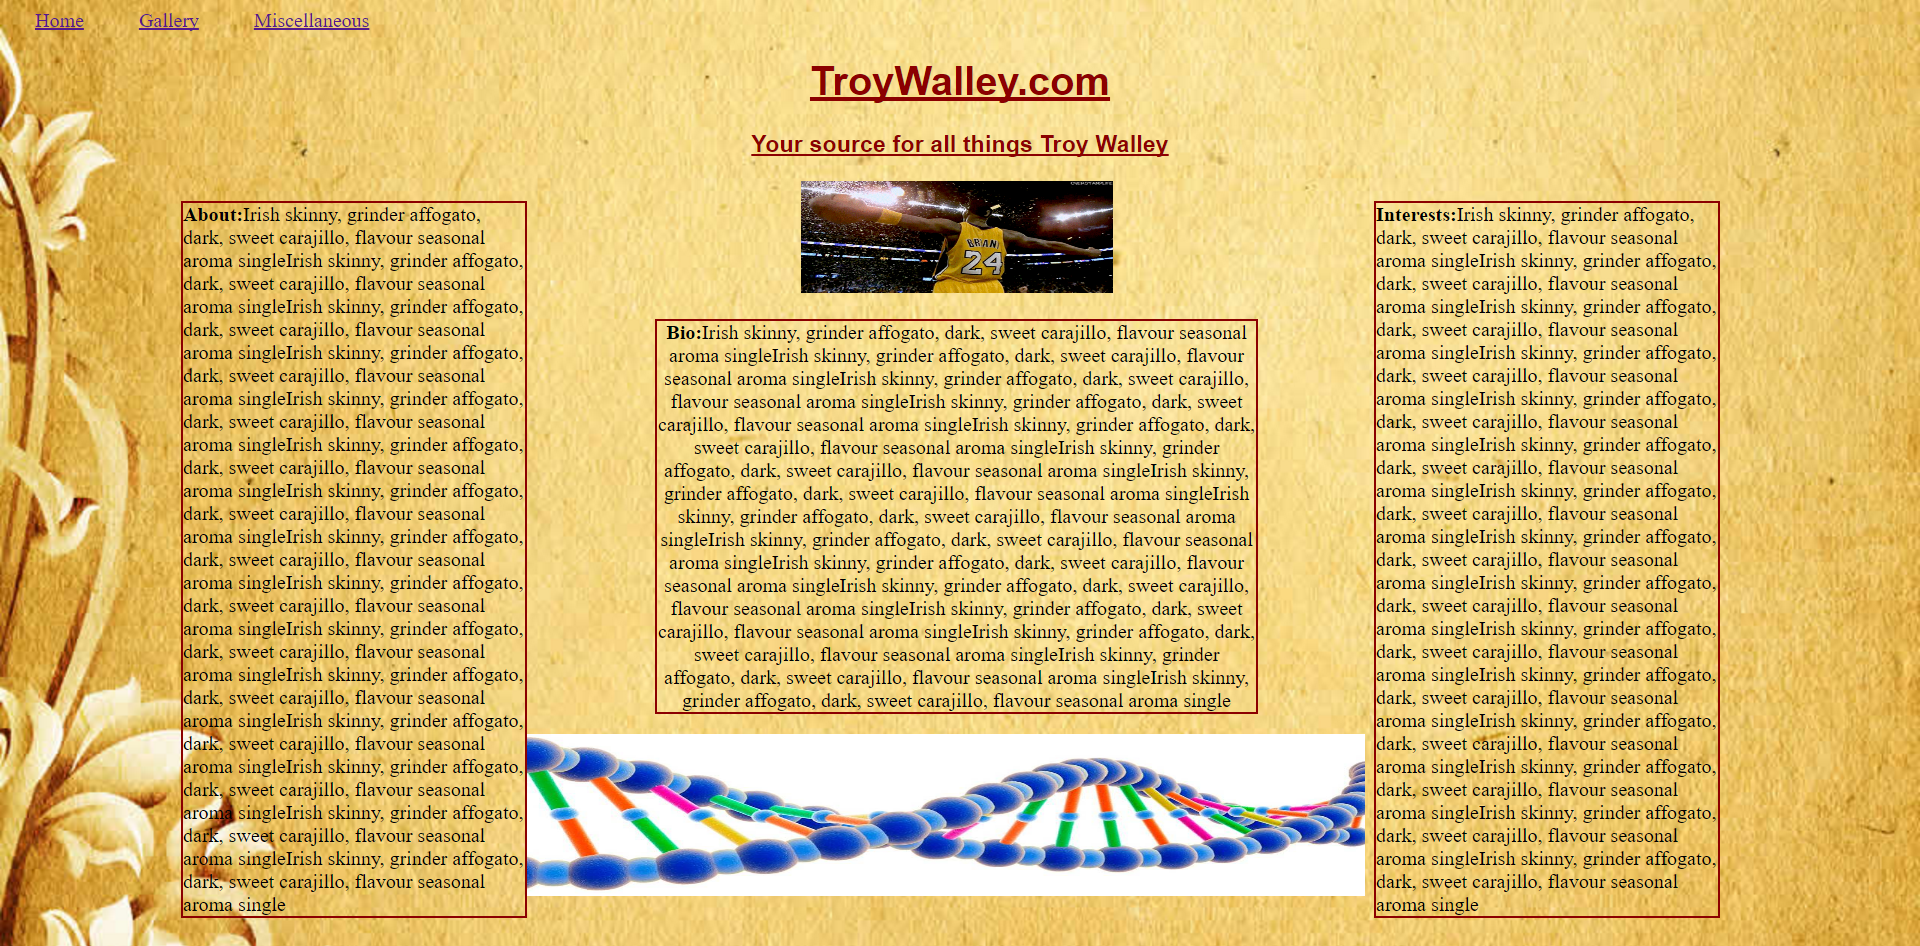 Home Gallery Miscellaneous
TroyWalley.com
Your source for all things Troy Walley
24
About:Irish skinny, grinder affogato,
dark, sweet carajillo, flavour seasonal
aroma singleIrish skinny, grinder affogato,
dark, sweet carajillo, flavour seasonal
aroma singleIrish skinny, grinder affogato,
dark, sweet carajillo, flavour seasonal
aroma singleIrish skinny, grinder affogato,
dark, sweet carajillo, flavour seasonal
aroma singleIrish skinny, grinder affogato,
dark, sweet carajillo, flavour seasonal
aroma singleIrish skinny, grinder affogato,
dark, sweet carajillo, flavour seasonal
aroma singleIrish skinny, grinder affogato,
dark, sweet carajillo, flavour seasonal
aroma singleIrish skinny, grinder affogato,
dark, sweet carajillo, flavour seasonal
aroma singleIrish skinny, grinder affogato,
dark, sweet carajillo, flavour seasonal
aroma singleIrish skinny, grinder affogato,
dark, sweet carajillo, flavour seasonal
aroma singleIrish skinny, grinder affogato,
dark, sweet carajillo, flavour seasonal
aroma singleIrish skinny, grinder affogato,
dark, sweet carajillo, flavour seasonal
aroma singleIrish skinny, grinder affogato,
dark, sweet carajillo, flavour seasonal
aroma singleIrish skinny, grinder affogato,
dark, sweet carajillo, flavour seasonal
aroma singleIrish skinny, grinder affogato,
dark, sweet carajillo, flavour seasonal
aroma single
Bio:Irish skinny, grinder affogato, dark, sweet carajillo, flavour seasonal
aroma singleIrish skinny, grinder affogato, dark, sweet carajillo, flavour
seasonal aroma singleIrish skinny, grinder affogato, dark, sweet carajillo,
flavour seasonal aroma singleIrish skinny, grinder affogato, dark, sweet
carajillo, flavour seasonal aroma singleIrish skinny, grinder affogato, dark,
sweet carajillo, flavour seasonal aroma singleIrish skinny, grinder
affogato, dark, sweet carajillo, flavour seasonal aroma singleIrish skinny,
grinder affogato, dark, sweet carajillo, flavour seasonal aroma singleIrish
skinny, grinder affogato, dark, sweet carajillo, flavour seasonal aroma
singleIrish skinny, grinder affogato, dark, sweet carajillo, flavour seasonal
aroma singleIrish skinny, grinder affogato, dark, sweet carajillo, flavour
seasonal aroma singleIrish skinny, grinder affogato, dark, sweet carajillo,
flavour seasonal aroma singleIrish skinny, grinder affogato, dark, sweet
carajillo, flavour seasonal aroma singleIrish skinny, grinder affogato, dark,
sweet carajillo, flavour seasonal aroma singleIrish skinny, grinder
affogato, dark, sweet carajillo, flavour seasonal aroma singleIrish skinny,
grinder affogato, dark, sweet carajillo, flavour seasonal aroma single
Interests:Irish skinny, grinder affogato,
dark, sweet carajillo, flavour seasonal
aroma singleIrish skinny, grinder affogato,
dark, sweet carajillo, flavour seasonal
aroma singleIrish skinny, grinder affogato,
dark, sweet carajillo, flavour seasonal
aroma singleIrish skinny, grinder affogato,
dark, sweet carajillo, flavour seasonal
aroma singleIrish skinny, grinder affogato,
dark, sweet carajillo, flavour seasonal
aroma singleIrish skinny, grinder affogato,
dark, sweet carajillo, flavour seasonal
aroma singleIrish skinny, grinder affogato,
dark, sweet carajillo, flavour seasonal
aroma singleIrish skinny, grinder affogato,
dark, sweet carajillo, flavour seasonal
aroma singleIrish skinny, grinder affogato,
dark, sweet carajillo, flavour seasonal
aroma singleIrish skinny, grinder affogato,
dark, sweet carajillo, flavour seasonal
aroma singleIrish skinny, grinder affogato,
dark, sweet carajillo, flavour seasonal
aroma singleIrish skinny, grinder affogato,
dark, sweet carajillo, flavour seasonal
aroma singleIrish skinny, grinder affogato,
dark, sweet carajillo, flavour seasonal
aroma singleIrish skinny, grinder affogato,
dark, sweet carajillo, flavour seasonal
aroma singleIrish skinny, grinder affogato,
dark, sweet carajillo, flavour seasonal
aroma single